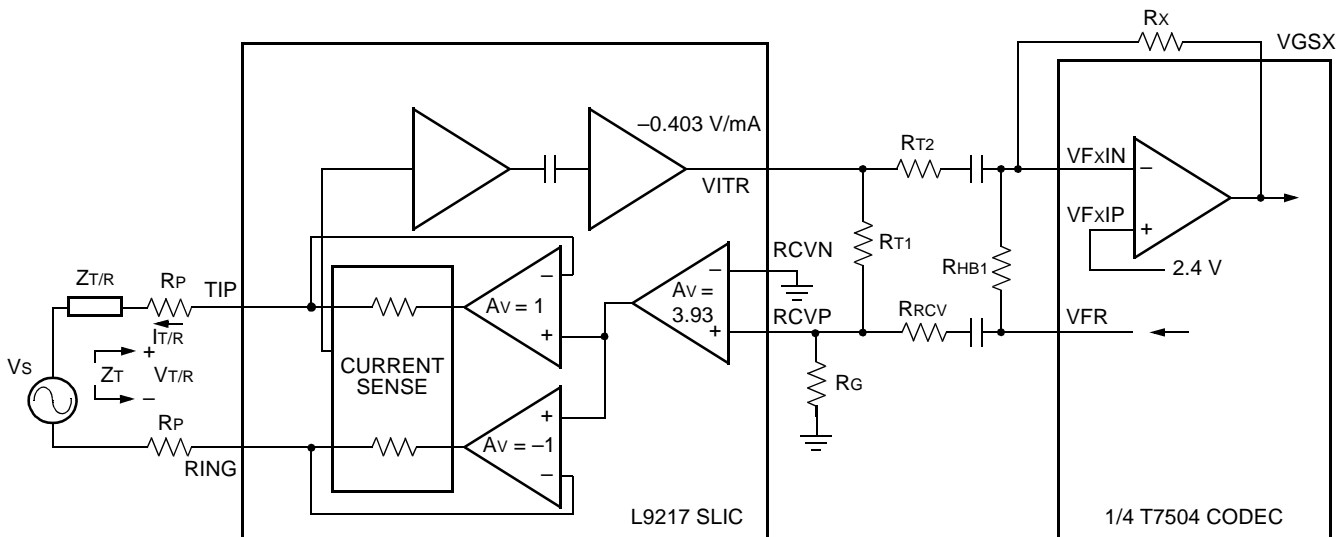 RX
VGSX
–0.403 V/mA
RT2
VITR
VFXIN
–
VFXIP
+
2.4 V
RT1
RHB1
RCVN
–
AV =
3.93
+
RCVP
RRCV
VFR
RG
ZT/R
RP
TIP
IT/R
–
AV = 1
+
CURRENT
SENSE
VS
ZT
+
VT/R
–
+
AV = –1
–
RP
RING
L9217 SLIC
1/4 T7504 CODEC